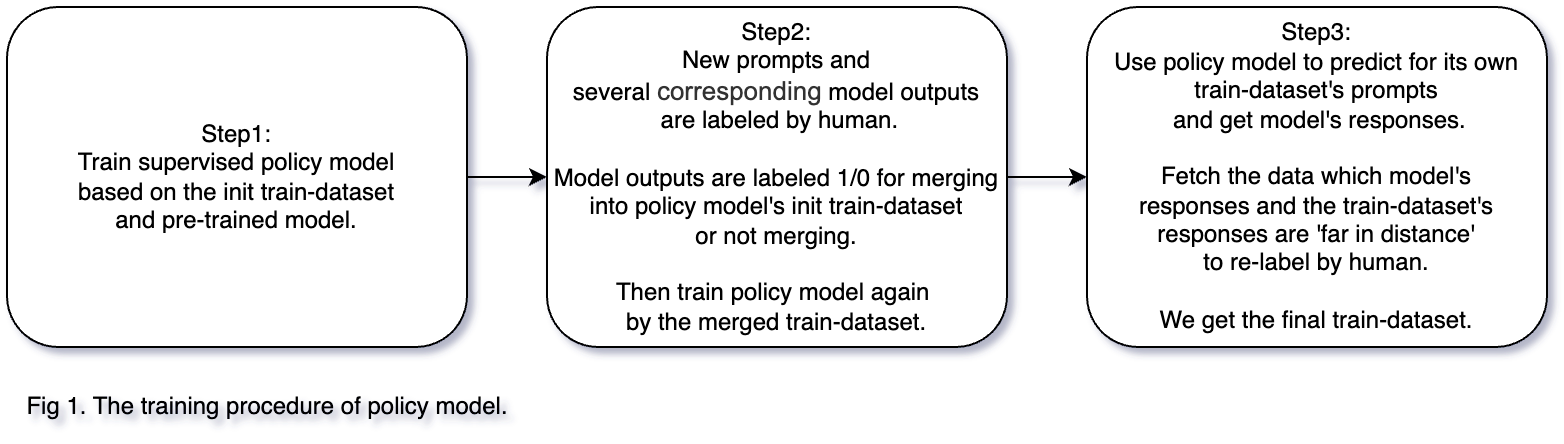 Step1:
Train supervised policy model
based on the init train-dataset
and pre-trained model.
Step2:
New prompts and
several corresponding model outputs
are labeled by human.
Model outputs are labeled 1/0 for merging
into policy model's init train-dataset
or not merging.
Then train policy model again
by the merged train-dataset.
Step3:
Use policy model to predict for its own
train-dataset's prompts
and get model's responses.
Fetch the data which model's
responses and the train-dataset's
responses are 'far in distance'
to re-label by human.
We get the final train-dataset.
Fig 1. The training procedure of policy model.